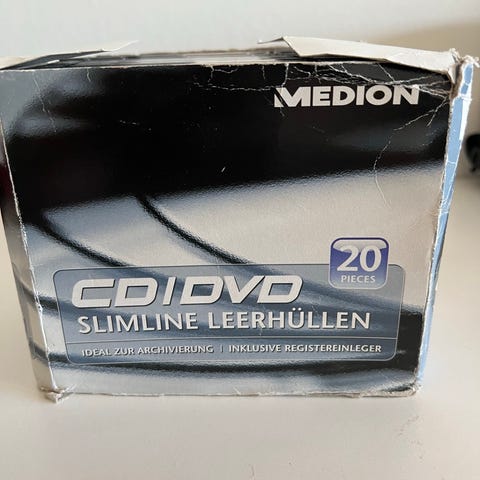 MEDION
20
PIECES
CD/DVD
SLIMLINE LEERHÜLLEN
IDEAL ZUR ARCHIVIERUNG | INKLUSIVE REGISTEREINLEGER